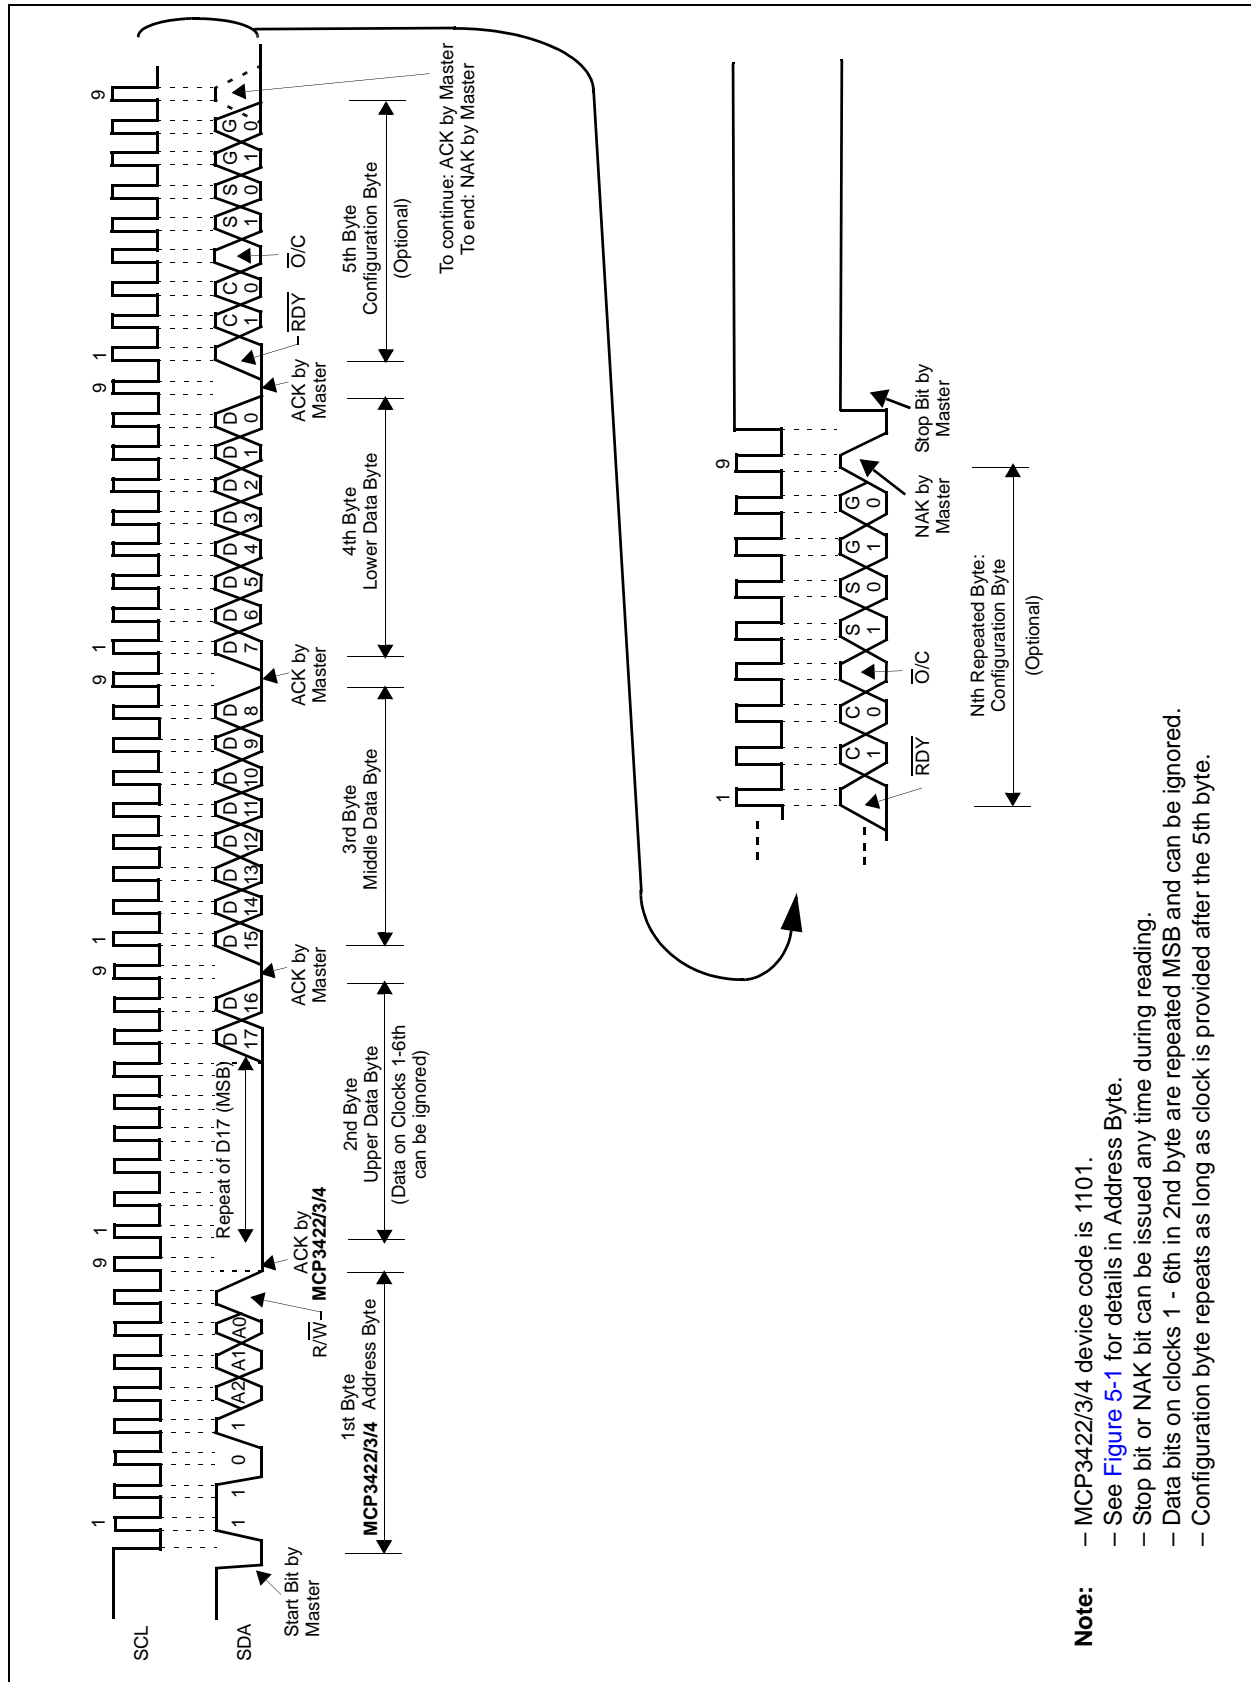 SCL
1
9
1
9
1
9
1
9
1
9
SDA
1
1
0
1
A2
A1
A0
Repeat of D17 (MSB)
D
17
D
16
D
15
D
14
D
13
D
12
D
11
D
10
D
9
D
8
D
7
D
6
D
5
D
4
D
3
D
2
D
1
D
0
C
1
C
0
S
1
S
0
G
1
G
0
Start Bit by
Master
R/W
ACK by
MCP3422/3/4
ACK by
Master
ACK by
Master
ACK by
Master
RDY
O/C
To continue: ACK by Master
To end: NAK by Master
1st Byte
MCP3422/3/4 Address Byte
2nd Byte
Upper Data Byte
(Data on Clocks 1-6th
can be ignored)
3rd Byte
Middle Data Byte
4th Byte
Lower Data Byte
5th Byte
Configuration Byte
(Optional)
1
9
C
1
C
0
S
1
S
0
G
1
G
0
RDY
O/C
NAK by
Master
Stop Bit by
Master
Nth Repeated Byte:
Configuration Byte
(Optional)
Note: – MCP3422/3/4 device code is 1101.
– See Figure 5-1 for details in Address Byte.
– Stop bit or NAK bit can be issued any time during reading.
– Data bits on clocks 1 - 6th in 2nd byte are repeated MSB and can be ignored.
– Configuration byte repeats as long as clock is provided after the 5th byte.